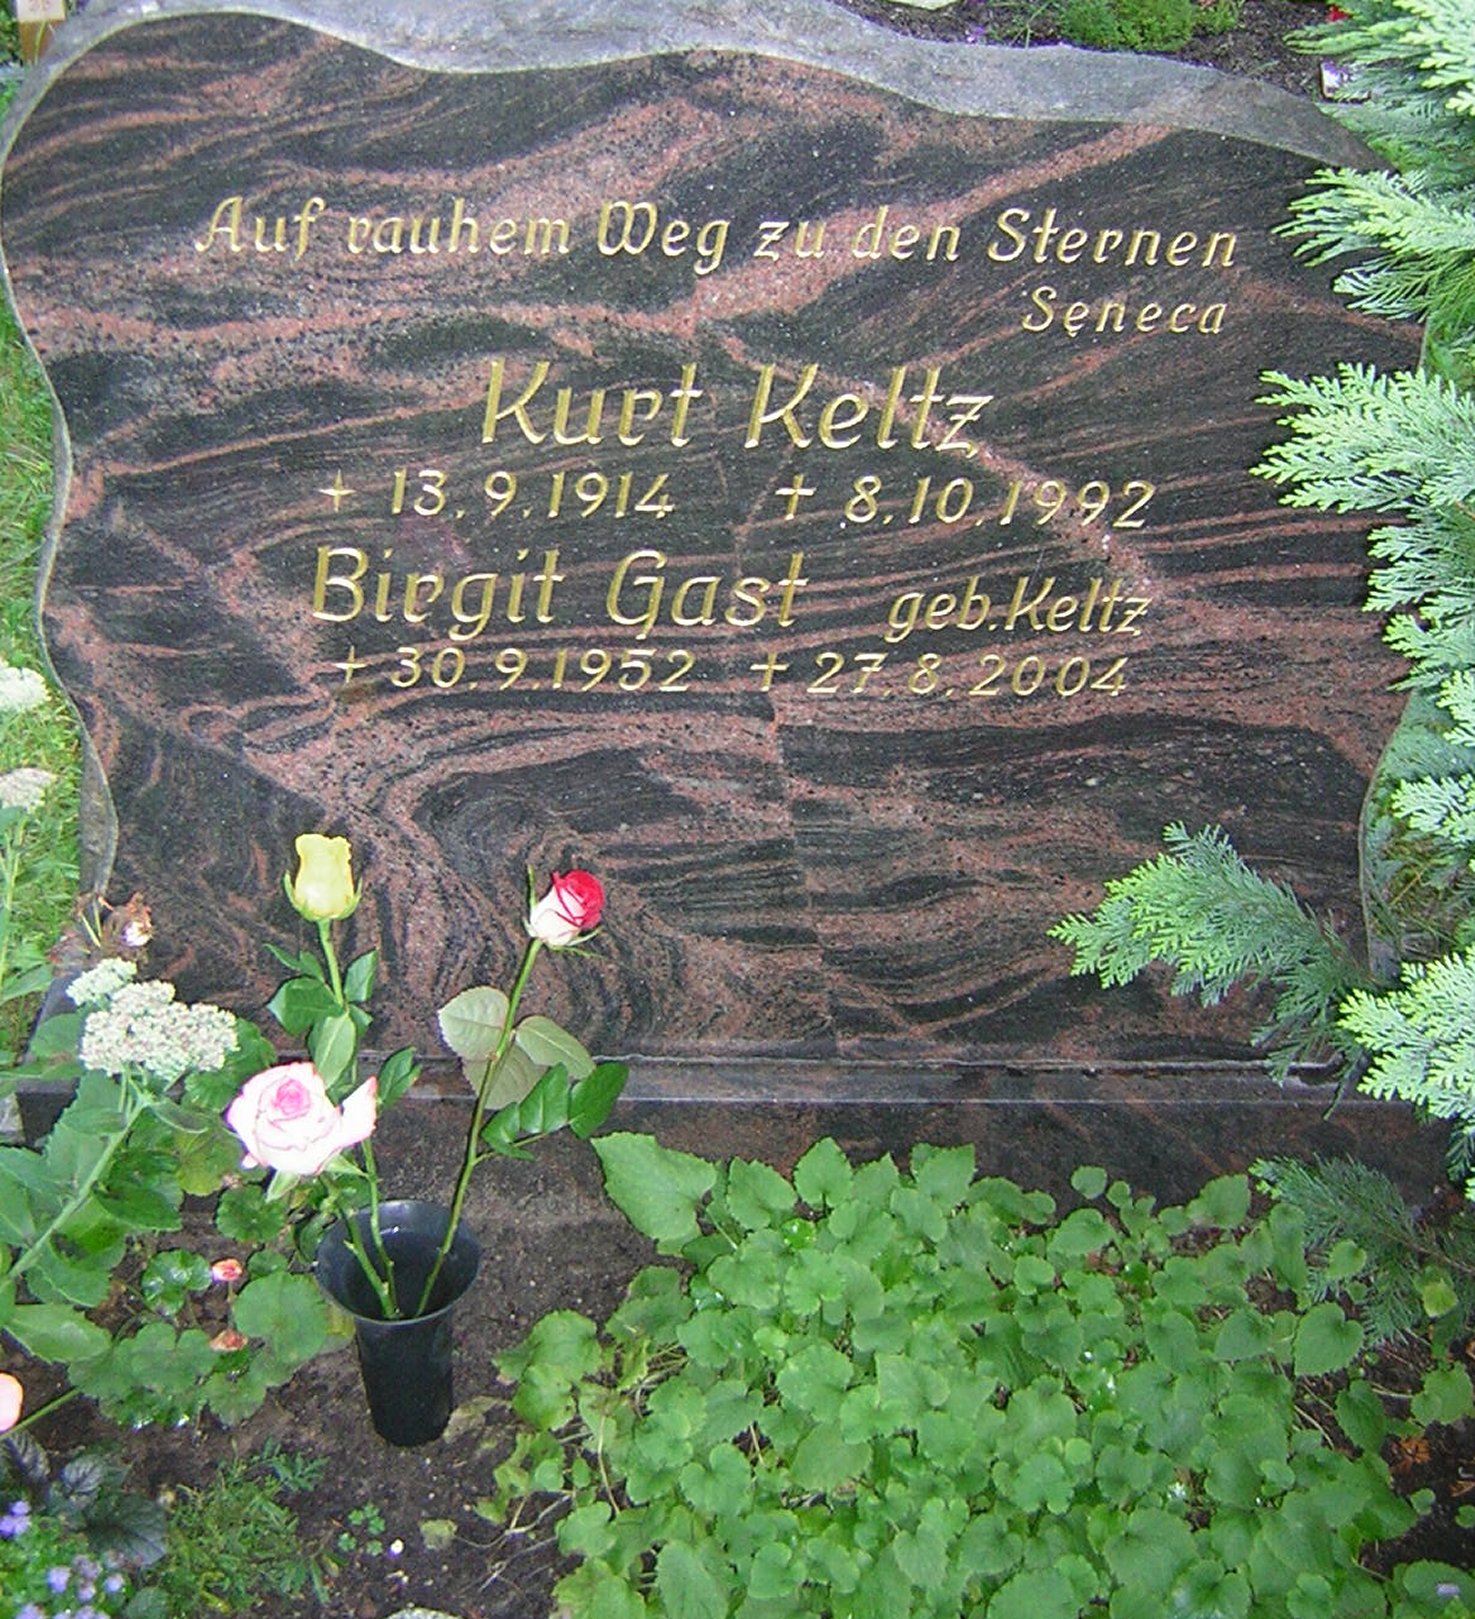 Auf rauhem Weg zu den Sternen
Seneca
Kurt Keltz
+ 13.9.1914 + 8.10.1992
Birgit Gast geb. Keltz
+ 30.9.1952 + 27.8.2004